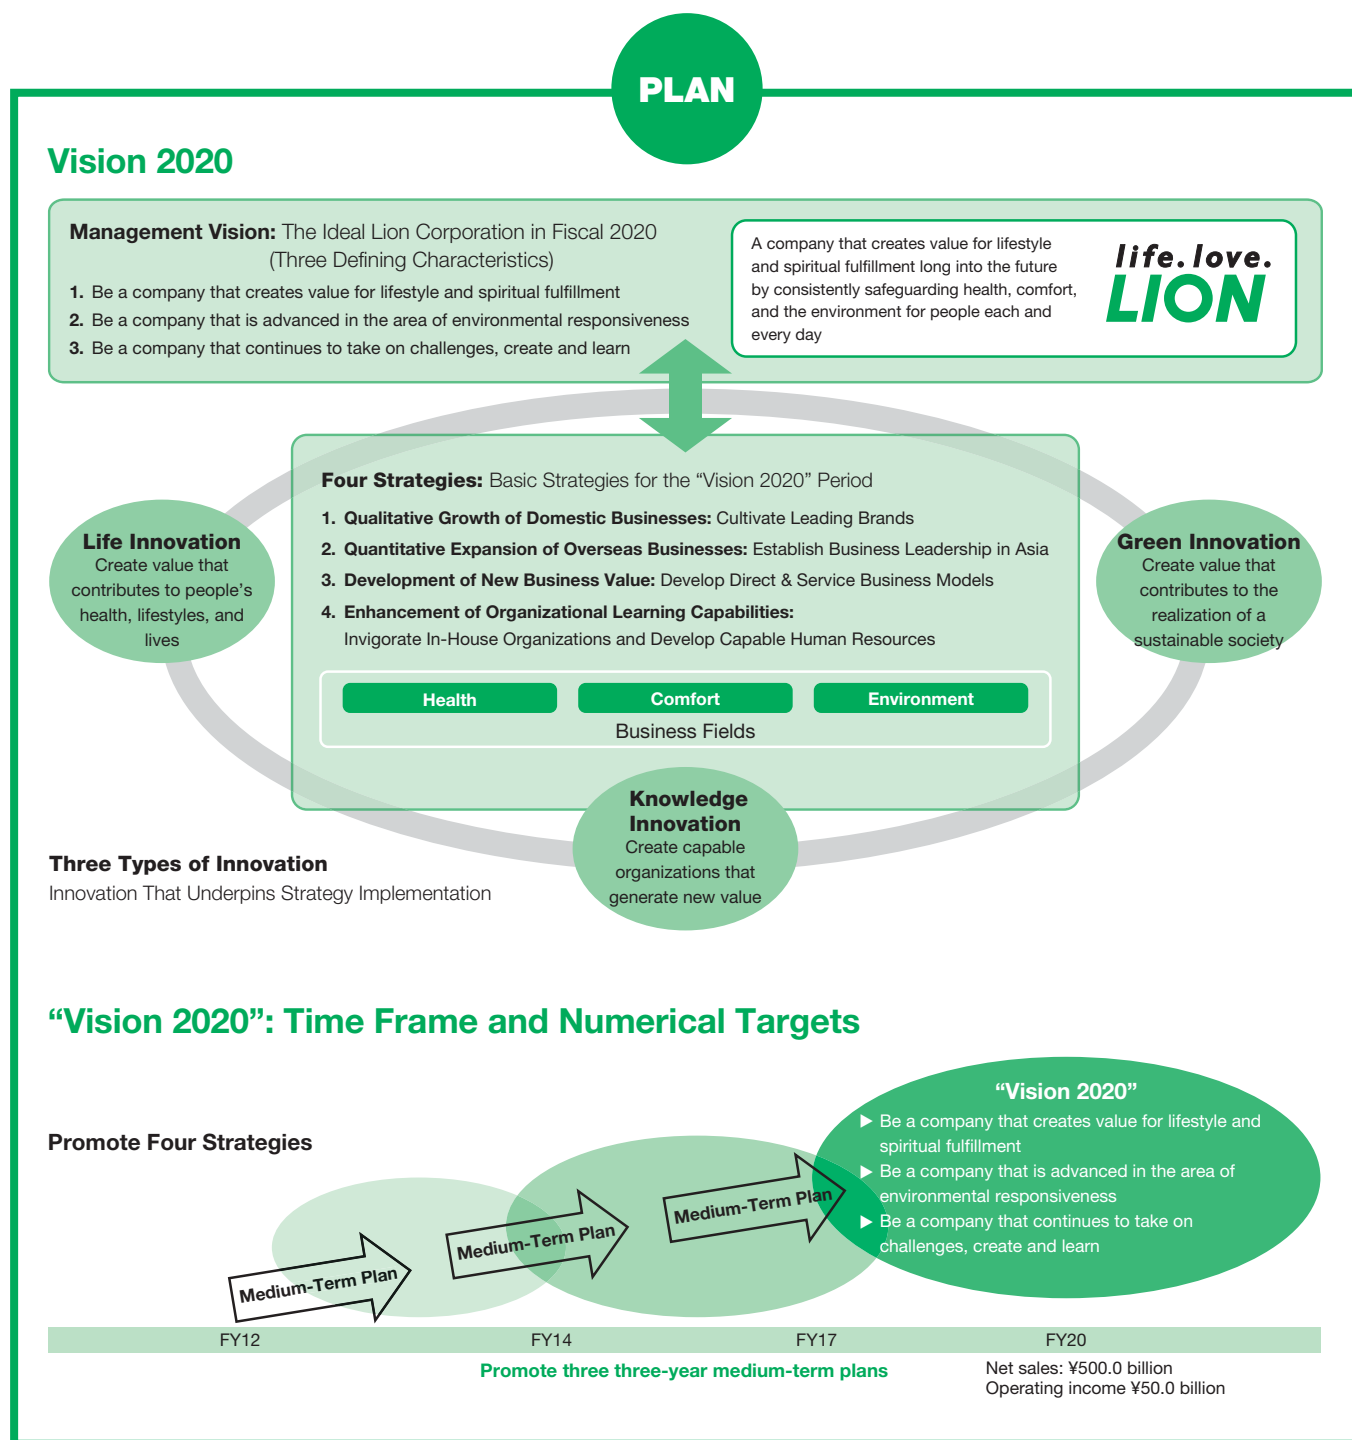 PLAN
Vision 2020
Management Vision: The Ideal Lion Corporation in Fiscal 2020
(Three Defining Characteristics)
1. Be a company that creates value for lifestyle and spiritual fulfillment
2. Be a company that is advanced in the area of environmental responsiveness
3. Be a company that continues to take on challenges, create and learn
A company that creates value for lifestyle
and spiritual fulfillment long into the future
by consistently safeguarding health, comfort,
and the environment for people each and
every day
life.love.
LION
Four Strategies: Basic Strategies for the “Vision 2020” Period
1. Qualitative Growth of Domestic Businesses: Cultivate Leading Brands
2. Quantitative Expansion of Overseas Businesses: Establish Business Leadership in Asia
3. Development of New Business Value: Develop Direct & Service Business Models
4. Enhancement of Organizational Learning Capabilities:
Invigorate In-House Organizations and Develop Capable Human Resources
Health
Comfort
Environment
Business Fields
Life Innovation
Create value that
contributes to people’s
health, lifestyles, and
lives
Green Innovation
Create value that
contributes to the
realization of a
sustainable society
Knowledge
Innovation
Create capable
organizations that
generate new value
Three Types of Innovation
Innovation That Underpins Strategy Implementation
“Vision 2020”: Time Frame and Numerical Targets
Promote Four Strategies
Medium-Term Plan
Medium-Term Plan
Medium-Term Plan
“Vision 2020”
▶ Be a company that creates value for lifestyle and
spiritual fulfillment
▶ Be a company that is advanced in the area of
environmental responsiveness
▶ Be a company that continues to take on
challenges, create and learn
FY12
FY14
FY17
FY20
Promote three three-year medium-term plans
Net sales: ¥500.0 billion
Operating income ¥50.0 billion